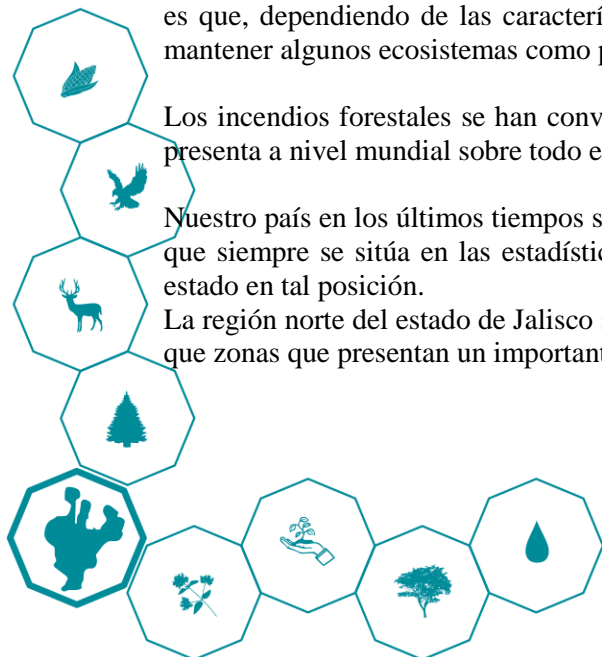 es que, dependiendo de las caracterí
mantener algunos ecosistemas como p
Los incendios forestales se han conv
presenta a nivel mundial sobre todo e
Nuestro país en los últimos tiempos s
que siempre se sitúa en las estadístic
estado en tal posición.
La región norte del estado de Jalisco
que zonas que presentan un important